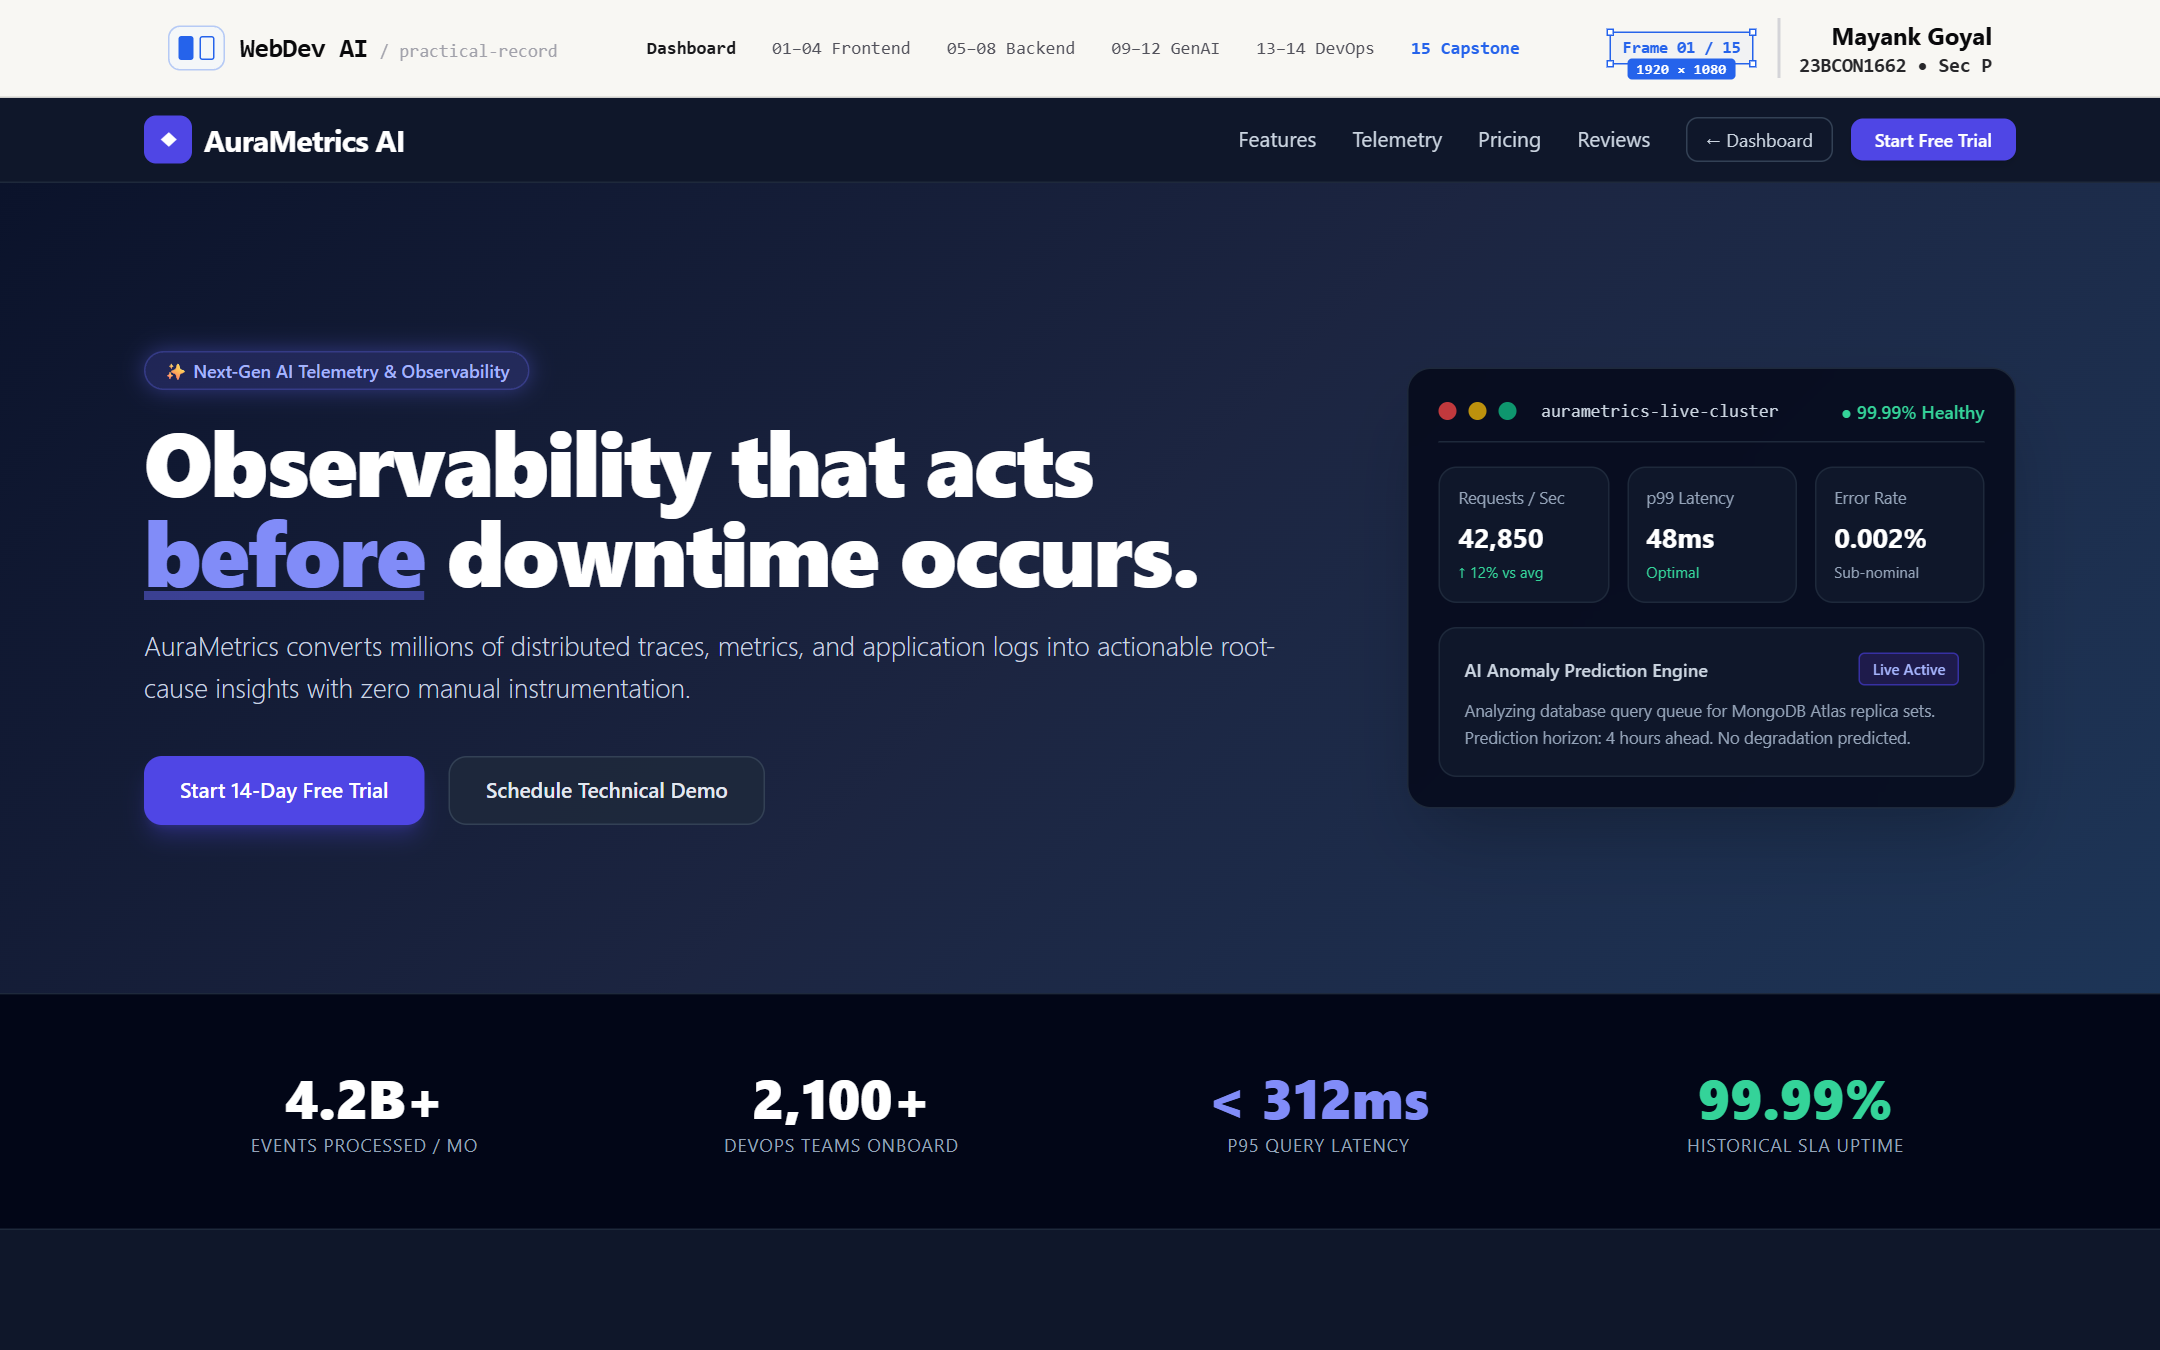 WebDev AI / practical-record
Dashboard
01–04 Frontend
05–08 Backend
09–12 GenAI
13–14 DevOps
15 Capstone
Frame 01 / 15
1920 × 1080
Mayank Goyal
23BCON1662 • Sec P
AuraMetrics AI
Features
Telemetry
Pricing
Reviews
← Dashboard
Start Free Trial
✨ Next-Gen AI Telemetry & Observability
Observability that acts
before downtime occurs.
AuraMetrics converts millions of distributed traces, metrics, and application logs into actionable root-
cause insights with zero manual instrumentation.
Start 14-Day Free Trial
Schedule Technical Demo
aurametrics-live-cluster
● 99.99% Healthy
Requests / Sec
42,850
↑ 12% vs avg
p99 Latency
48ms
Optimal
Error Rate
0.002%
Sub-nominal
AI Anomaly Prediction Engine
Live Active
Analyzing database query queue for MongoDB Atlas replica sets.
Prediction horizon: 4 hours ahead. No degradation predicted.
4.2B+
EVENTS PROCESSED / MO
2,100+
DEVOPS TEAMS ONBOARD
< 312ms
P95 QUERY LATENCY
99.99%
HISTORICAL SLA UPTIME